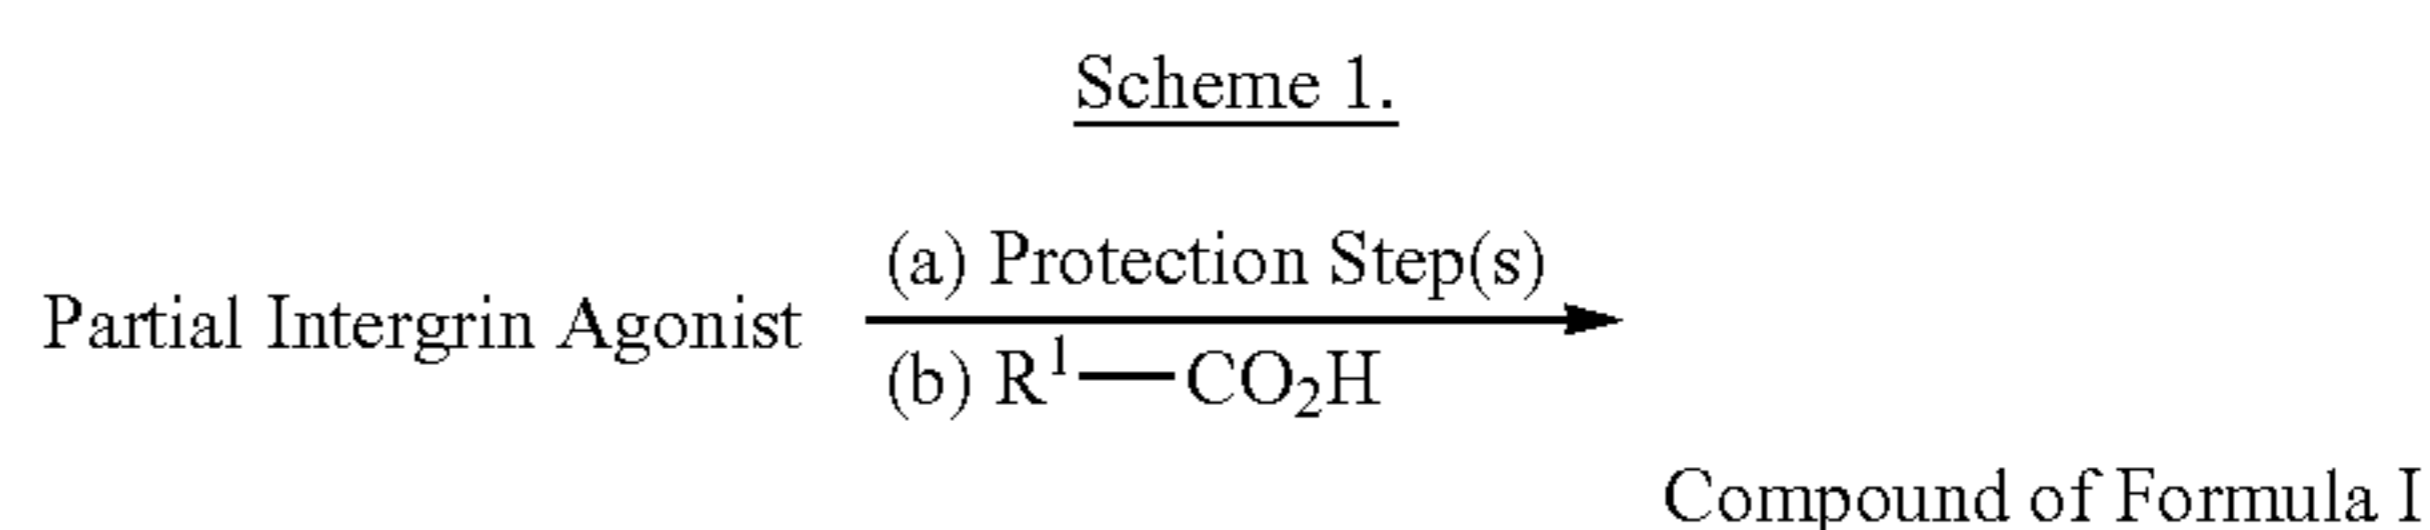 Scheme 1.
(a) Protection Step(s)
Partial Intergrin Agonist
(b) R¹—CO₂H
Compound of Formula I